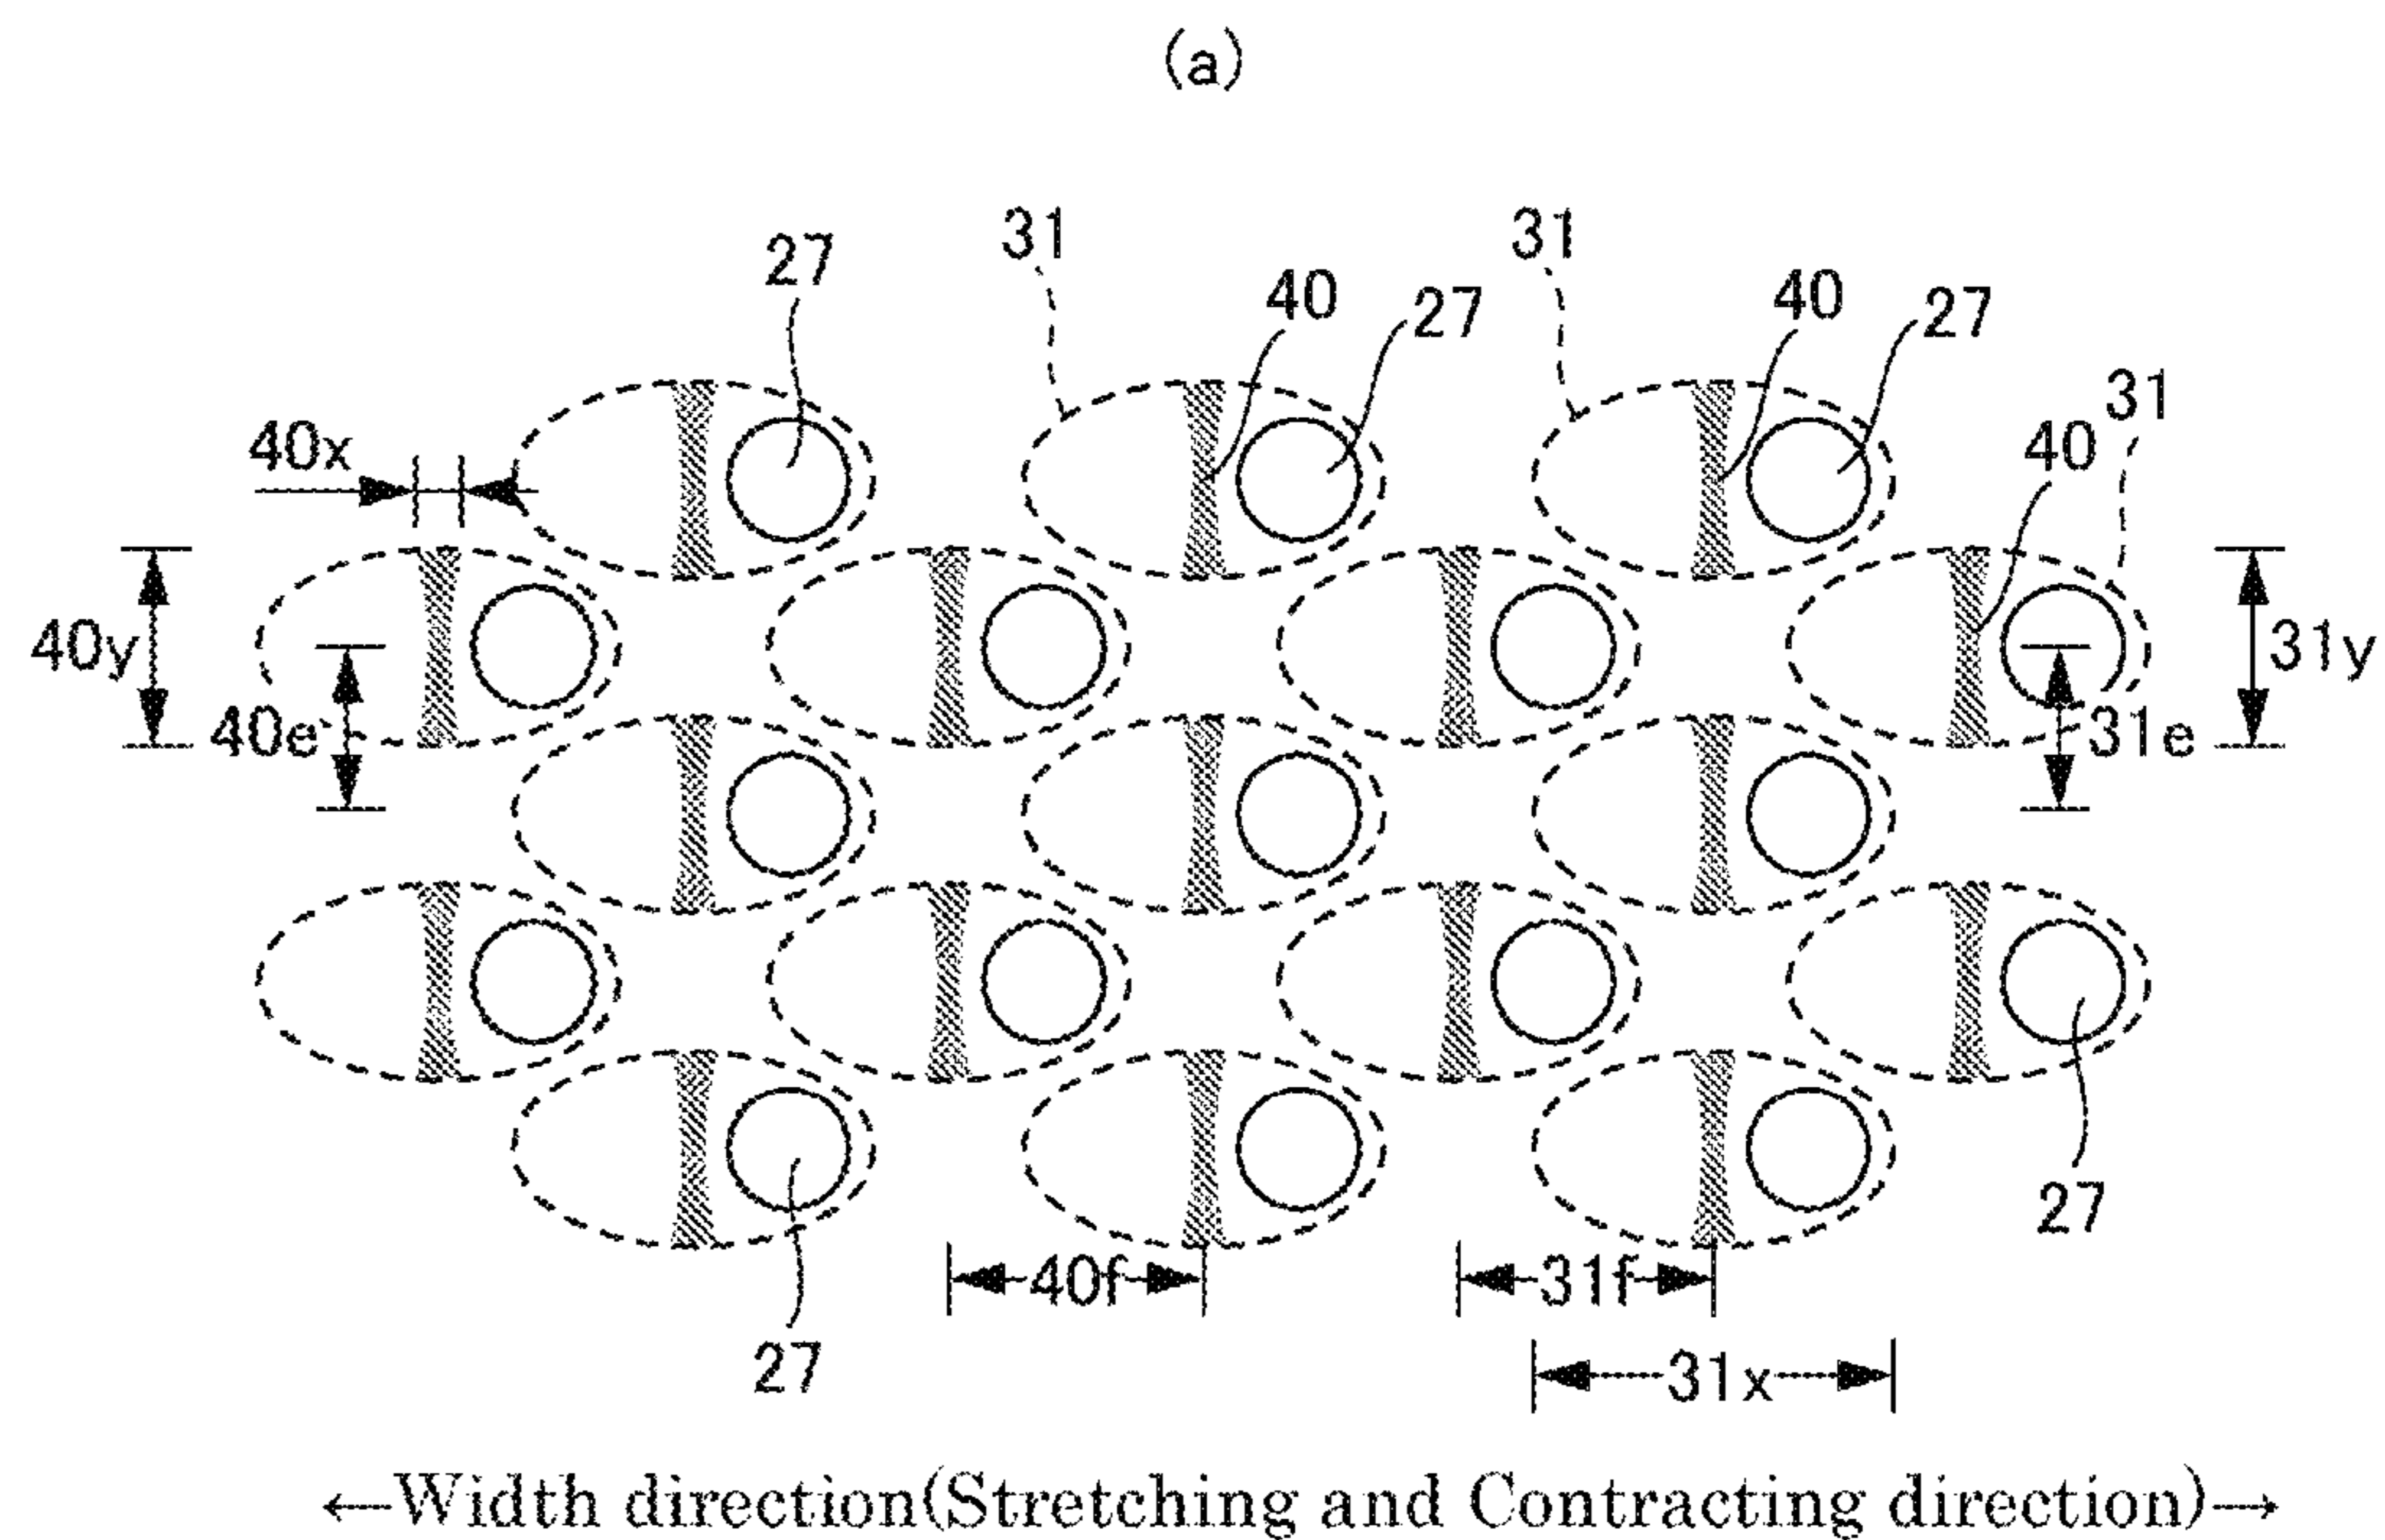 (a)
31 31
27
40 27 40 27
31
40x 40
40y 31y
40e 31e
27
40f 31f
27 31x
←Width direction(Stretching and Contracting direction)→